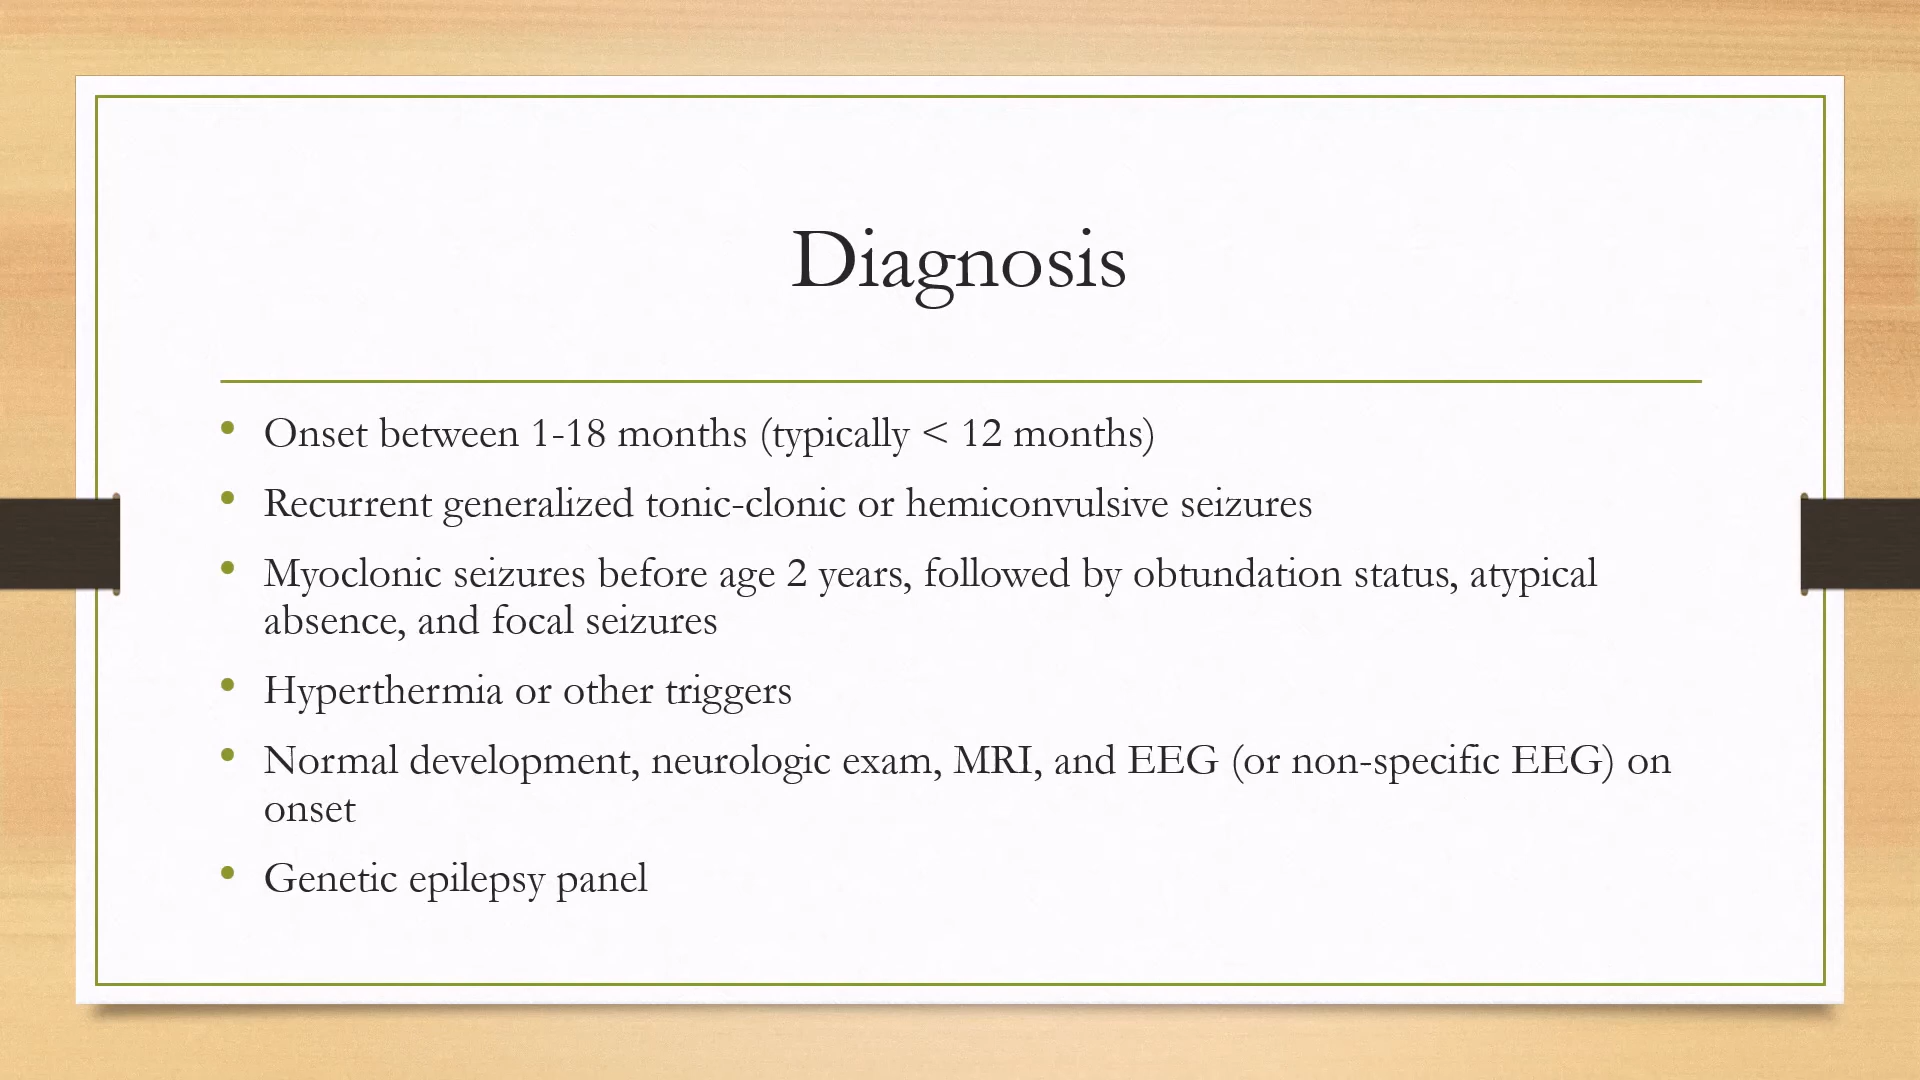 Diagnosis
• Onset between 1-18 months (typically < 12 months)
• Recurrent generalized tonic-clonic or hemiconvulsive seizures
• Myoclonic seizures before age 2 years, followed by obtundation status, atypical
absence, and focal seizures
• Hyperthermia or other triggers
• Normal development, neurologic exam, MRI, and EEG (or non-specific EEG) on
onset
• Genetic epilepsy panel